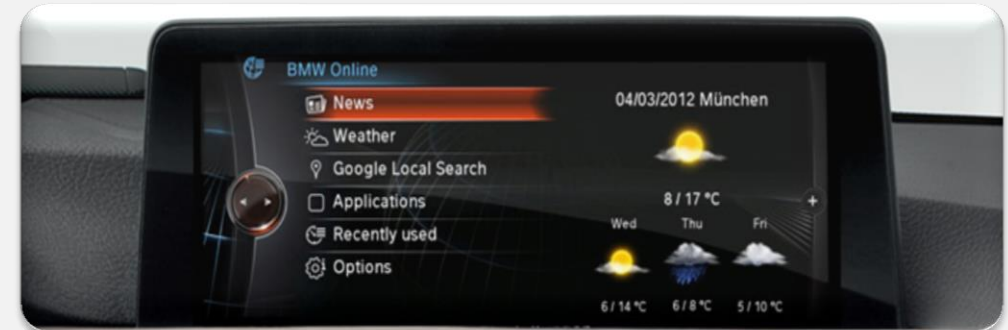 BMW Online
News
Weather
Google Local Search
Applications
Recently used
Options
04/03/2012 München
8 / 17 °C
Wed Thu Fri
6 / 14 °C 6 / 8 °C 5 / 10 °C
+